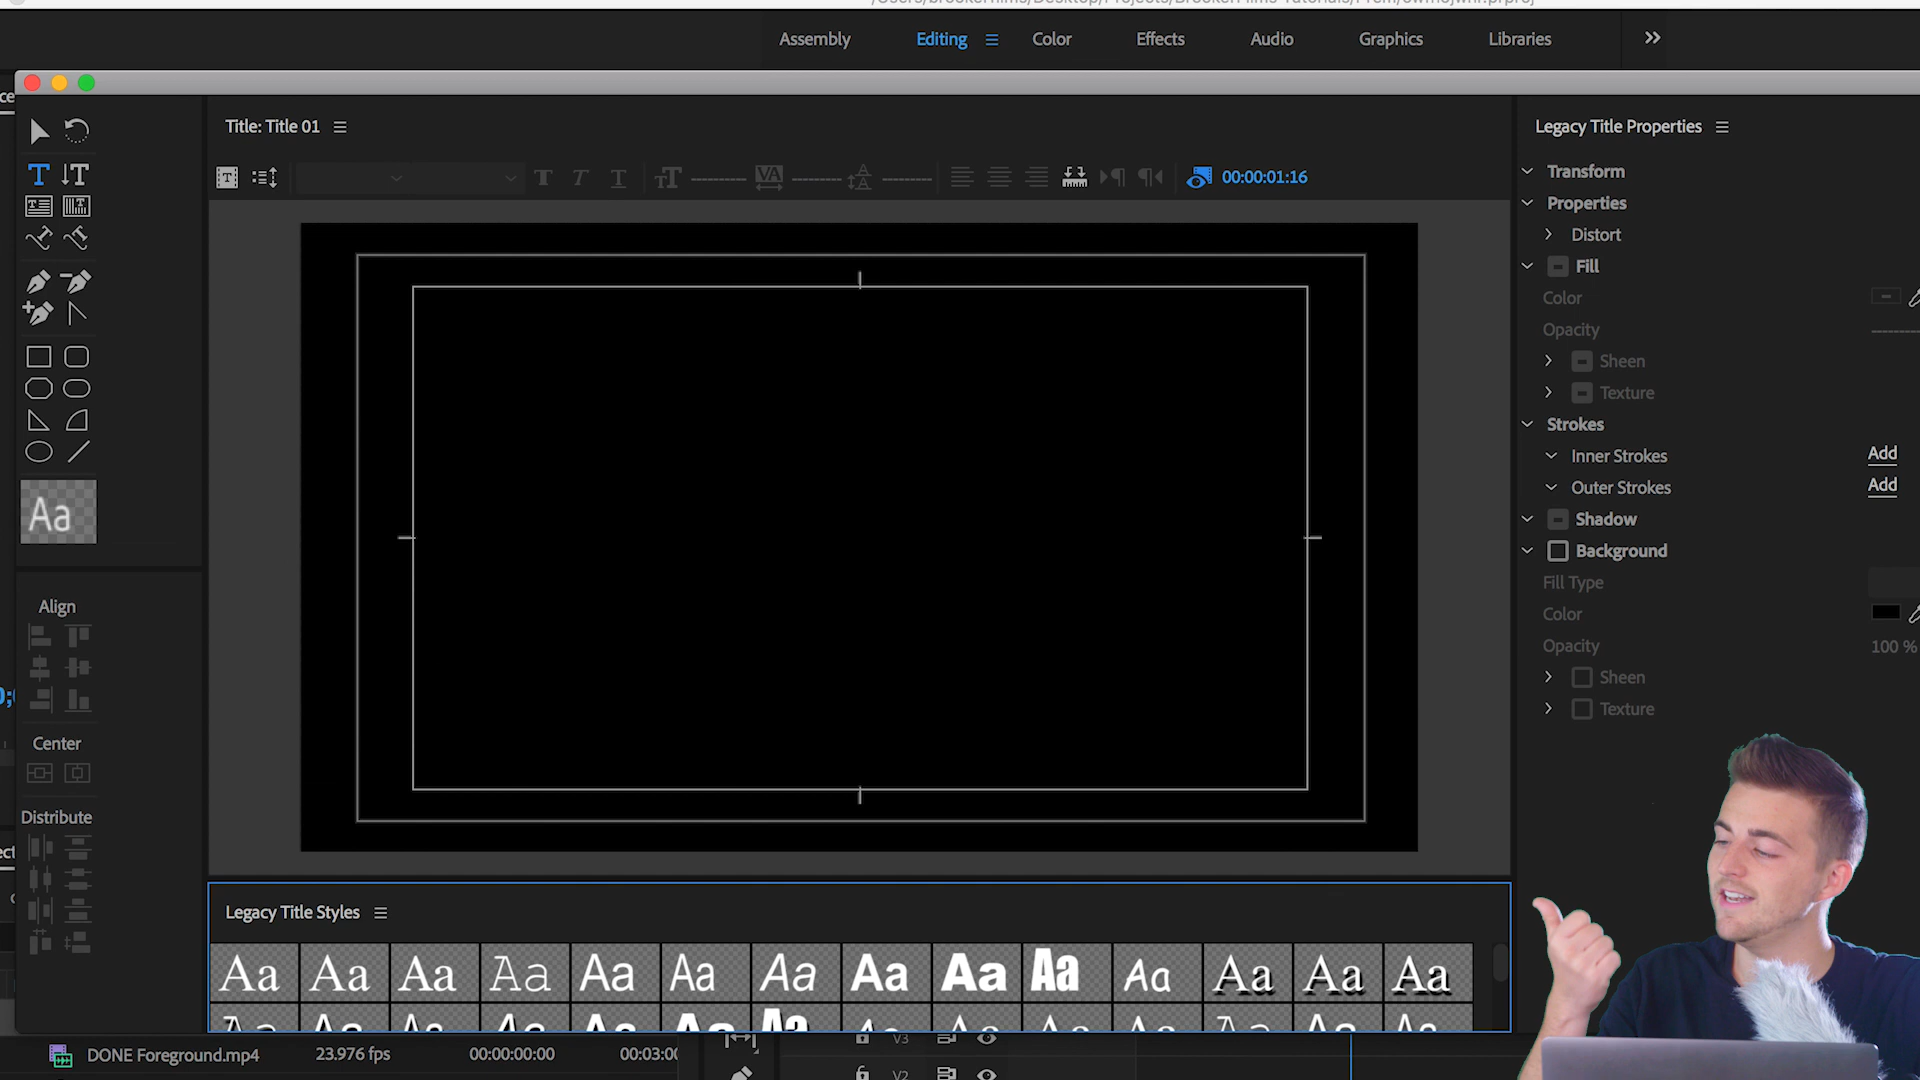 Assembly Editing Color Effects Audio Graphics Libraries
Title: Title 01
00:00:01:16
Legacy Title Properties
Transform
Properties
Distort
Fill
Color
Opacity
Sheen
Texture
Strokes
Inner Strokes Add
Outer Strokes Add
Shadow
Background
Fill Type
Color
Opacity 100 %
Sheen
Texture
Aa
Align
Center
Distribute
Legacy Title Styles
Aa Aa Aa Aa Aa Aa Aa Aa Aa Aa Aa Aa Aa Aa
DONE Foreground.mp4 23.976 fps 00:00:00:00 00:03:00
V3
V2